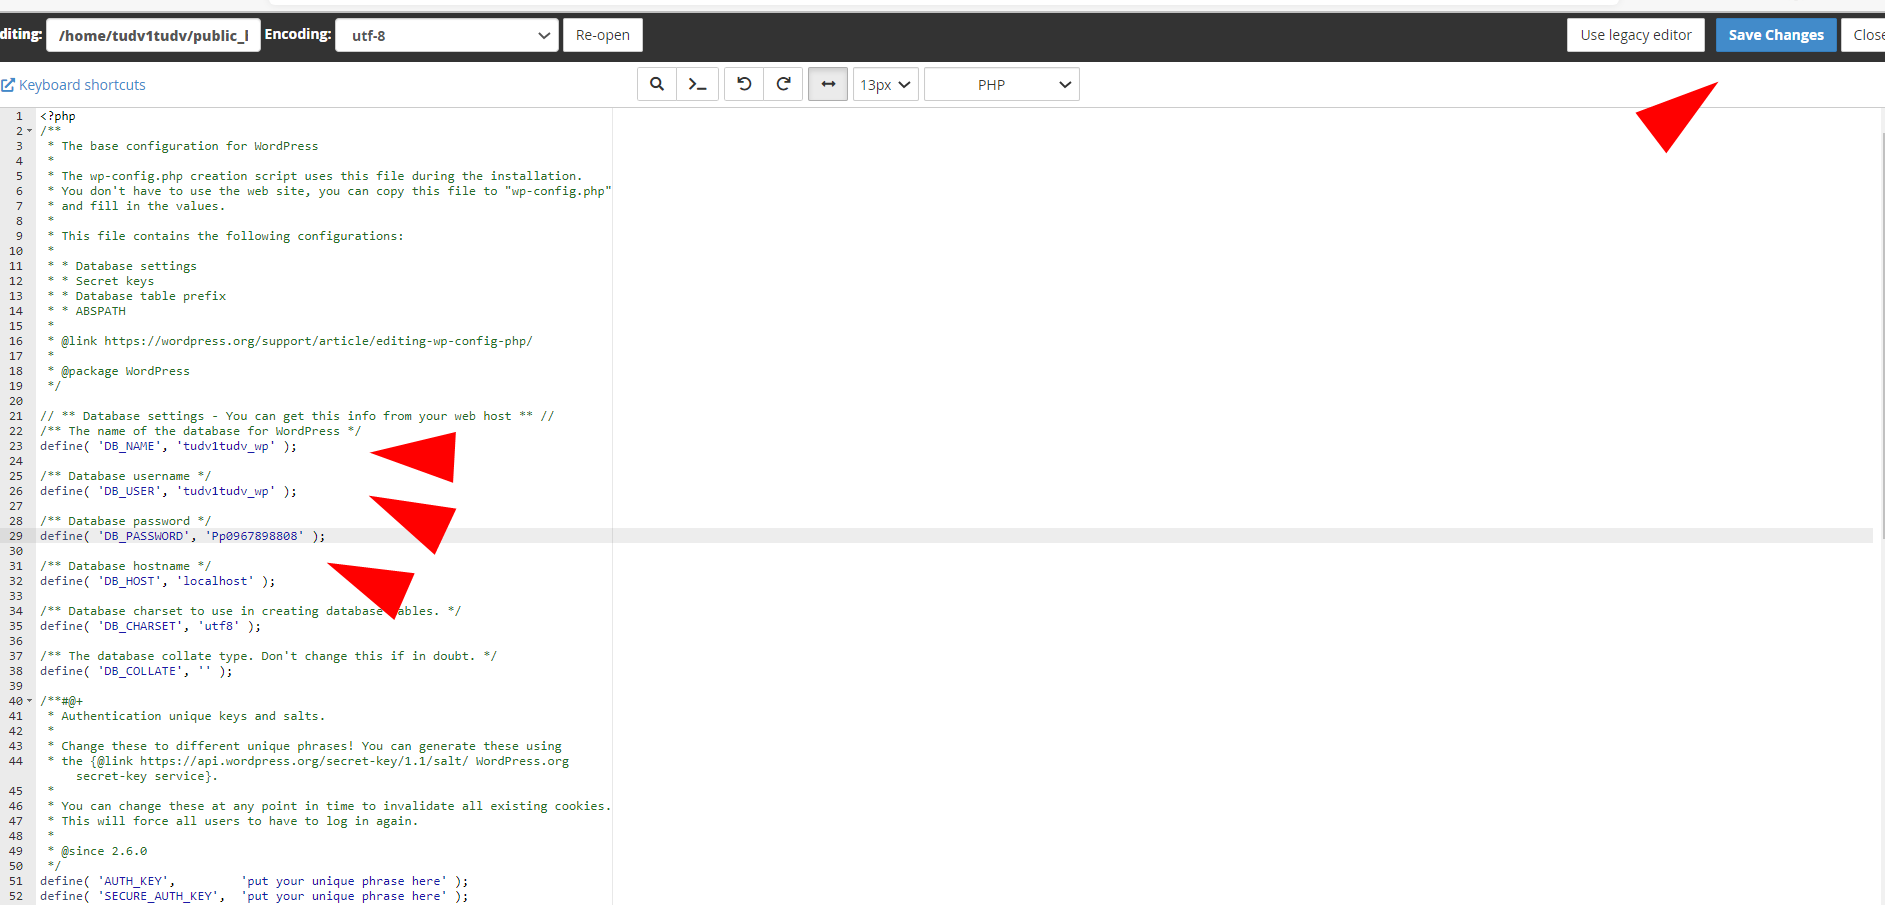 diting: /home/tudv1tudv/public_l Encoding: utf-8 Re-open Use legacy editor Save Changes Close
Keyboard shortcuts 13px PHP
1 <?php
2 /**
3 * The base configuration for WordPress
4 *
5 * The wp-config.php creation script uses this file during the installation.
6 * You don't have to use the web site, you can copy this file to "wp-config.php"
7 * and fill in the values.
8 *
9 * This file contains the following configurations:
10 *
11 * * Database settings
12 * * Secret keys
13 * * Database table prefix
14 * * ABSPATH
15 *
16 * @link https://wordpress.org/support/article/editing-wp-config-php/
17 *
18 * @package WordPress
19 */
20
21 // ** Database settings - You can get this info from your web host ** //
22 /** The name of the database for WordPress */
23 define( 'DB_NAME', 'tudv1tudv_wp' );
24
25 /** Database username */
26 define( 'DB_USER', 'tudv1tudv_wp' );
27
28 /** Database password */
29 define( 'DB_PASSWORD', 'Pp0967898808' );
30
31 /** Database hostname */
32 define( 'DB_HOST', 'localhost' );
33
34 /** Database charset to use in creating database ables. */
35 define( 'DB_CHARSET', 'utf8' );
36
37 /** The database collate type. Don't change this if in doubt. */
38 define( 'DB_COLLATE', '' );
39
40 /**#@+
41 * Authentication unique keys and salts.
42 *
43 * Change these to different unique phrases! You can generate these using
44 * the {@link https://api.wordpress.org/secret-key/1.1/salt/ WordPress.org
secret-key service}.
45 *
46 * You can change these at any point in time to invalidate all existing cookies.
47 * This will force all users to have to log in again.
48 *
49 * @since 2.6.0
50 */
51 define( 'AUTH_KEY', 'put your unique phrase here' );
52 define( 'SECURE_AUTH_KEY', 'put your unique phrase here' );